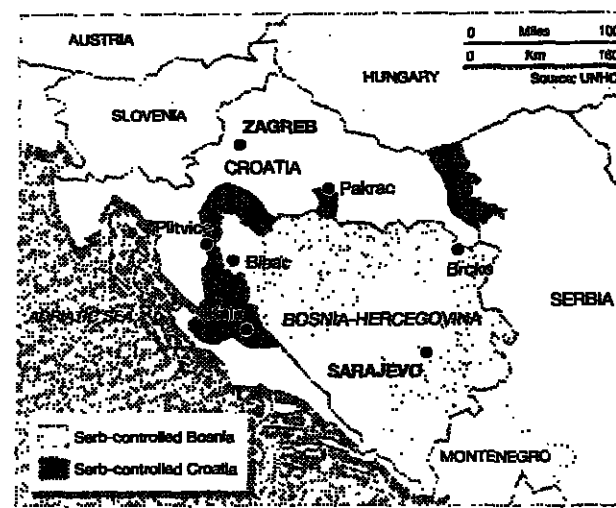 AUSTRIA
0 Miles 100
0 Km 160
Source: UNHC
HUNGARY
SLOVENIA
ZAGREB
CROATIA
Pakrac
Plitvic
Bihac
Brcko
SERBIA
ADRIATIC SEA
BOSNIA-HERCEGOVINA
SARAJEVO
Serb-controlled Bosnia
Serb-controlled Croatia
MONTENEGRO